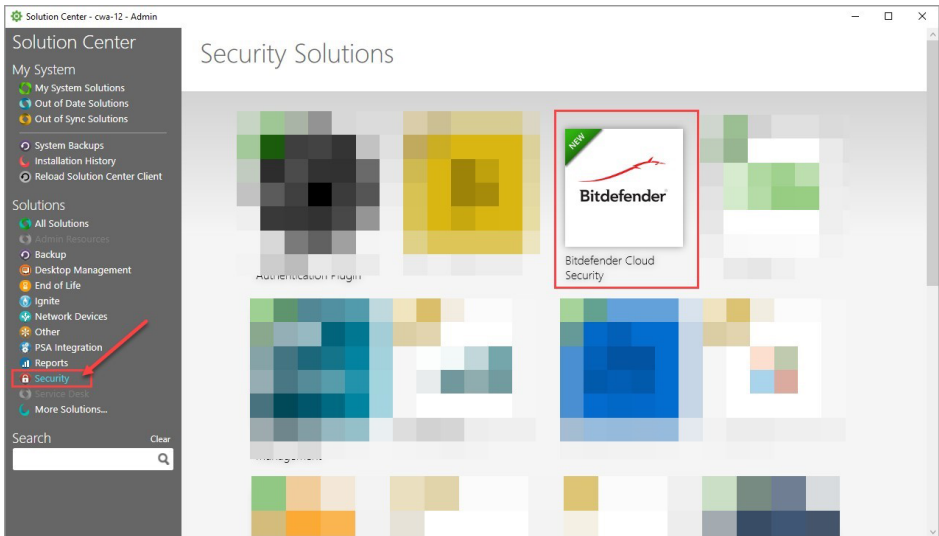 Solution Center - cwa-12 - Admin
Solution Center
My System
My System Solutions
Out of Date Solutions
Out of Sync Solutions
System Backups
Installation History
Reload Solution Center Client
Solutions
All Solutions
Admin Resources
Backup
Desktop Management
End of Life
Ignite
Network Devices
Other
PSA Integration
Reports
Security
Service Desk
More Solutions...
Search Clear
Security Solutions
NEW
Bitdefender
Bitdefender Cloud
Security
Authentication Plugin